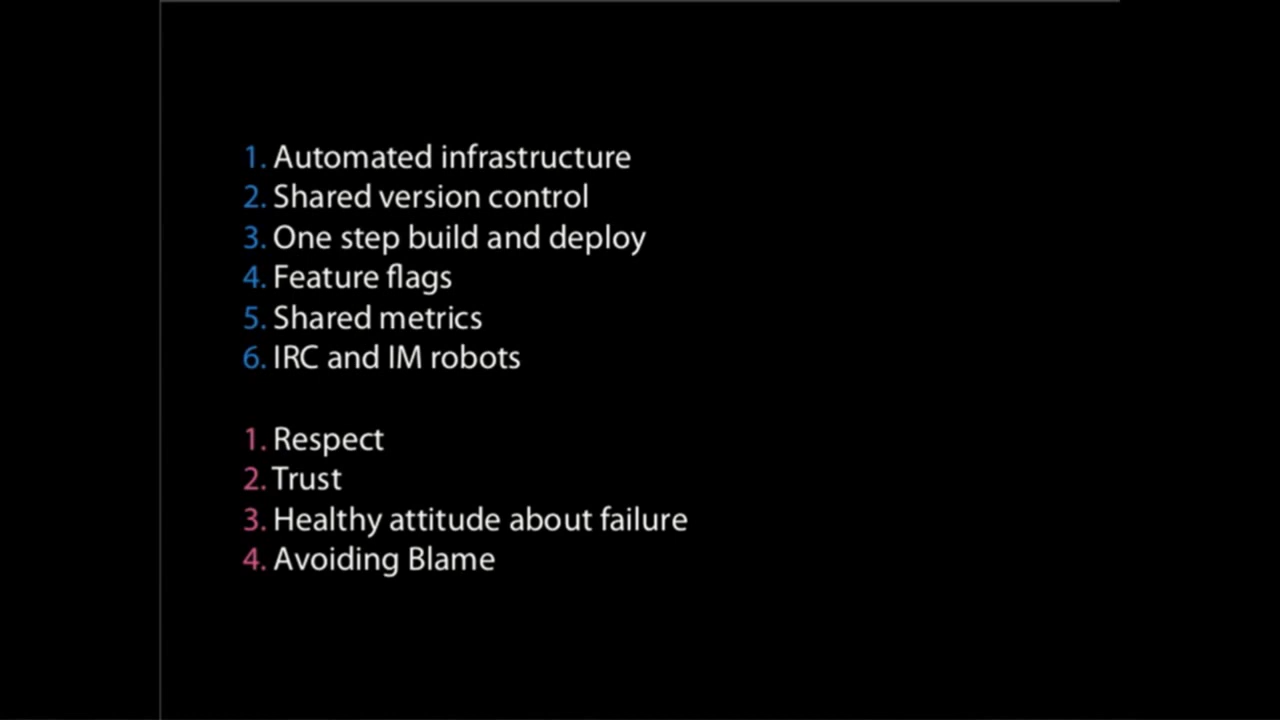 1. Automated infrastructure
2. Shared version control
3. One step build and deploy
4. Feature flags
5. Shared metrics
6. IRC and IM robots
1. Respect
2. Trust
3. Healthy attitude about failure
4. Avoiding Blame